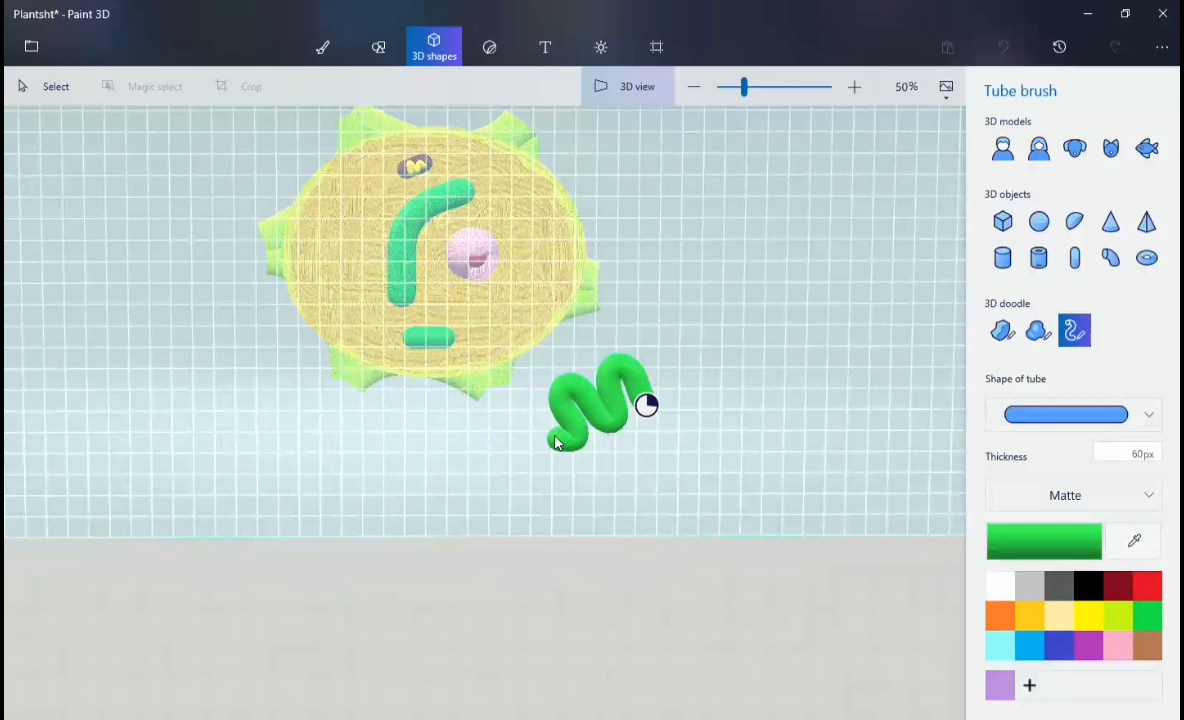 Plantsht* - Paint 3D
3D shapes
Select
Magic select
Crop
3D view
50%
Tube brush
3D models
3D objects
3D doodle
Shape of tube
Thickness
60px
Matte